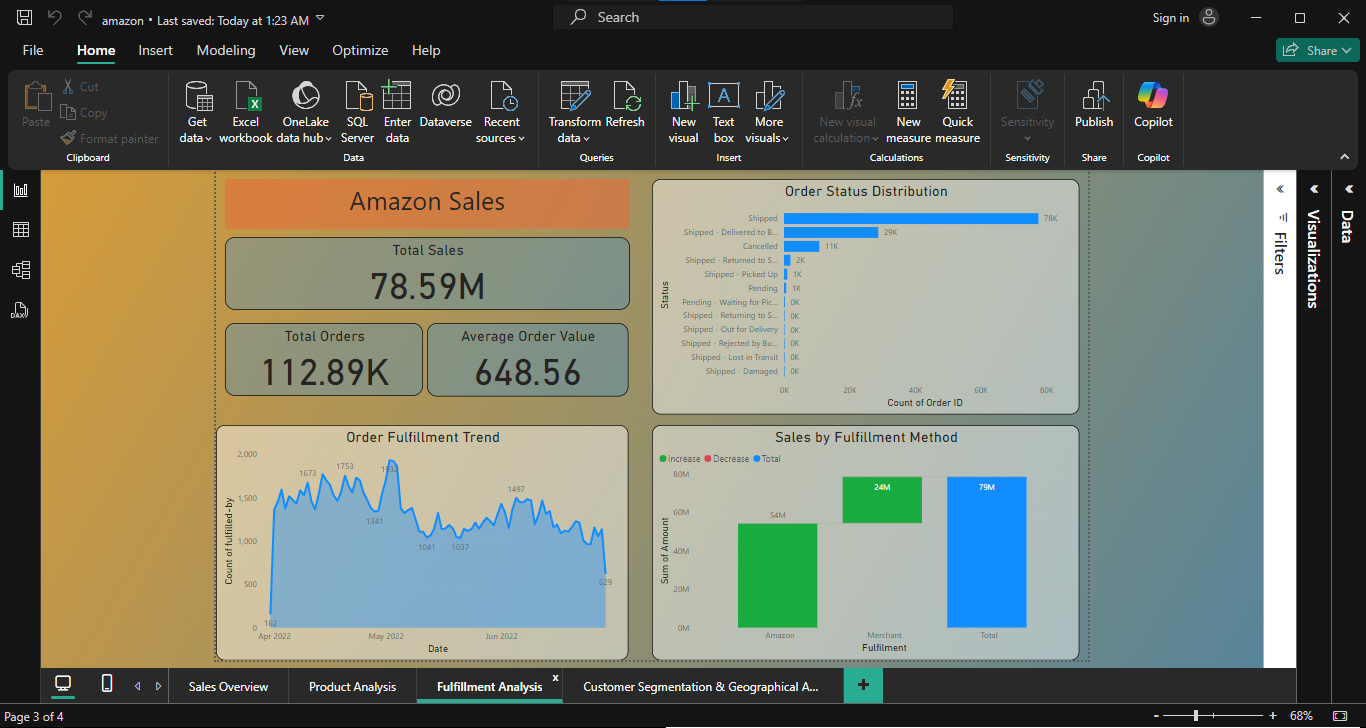 amazon • Last saved: Today at 1:23 AM
Search
Sign in
File Home Insert Modeling View Optimize Help
Share
Paste
Cut
Copy
Format painter
Clipboard
Get data
Excel workbook
OneLake data hub
SQL Server
Enter data
Dataverse
Recent sources
Data
Transform data
Refresh
Queries
New visual
Text box
More visuals
Insert
New visual calculation
New measure
Quick measure
Calculations
Sensitivity
Sensitivity
Publish
Share
Copilot
Copilot
DAX
Amazon Sales
Total Sales
78.59M
Total Orders
112.89K
Average Order Value
648.56
Order Status Distribution
Status
Shipped 78K
Shipped - Delivered to B... 29K
Cancelled 11K
Shipped - Returned to S... 2K
Shipped - Picked Up 1K
Pending 1K
Pending - Waiting for Pic... 0K
Shipped - Returning to S... 0K
Shipped - Out for Delivery 0K
Shipped - Rejected by Bu... 0K
Shipped - Lost in Transit 0K
Shipped - Damaged 0K
0K 20K 40K 60K 80K
Count of Order ID
Order Fulfillment Trend
Count of fulfilled-by
2,000
1,500
1,000
500
0
1673
1753
1932
1341
1041
1037
1497
629
162
Apr 2022 May 2022 Jun 2022
Date
Sales by Fulfillment Method
Increase Decrease Total
Sum of Amount
80M
60M
40M
20M
0M
54M
24M
79M
Amazon Merchant Total
Fulfilment
Filters
Visualizations
Data
Sales Overview
Product Analysis
Fulfillment Analysis
x
Customer Segmentation & Geographical A...
+
Page 3 of 4
- + 68%